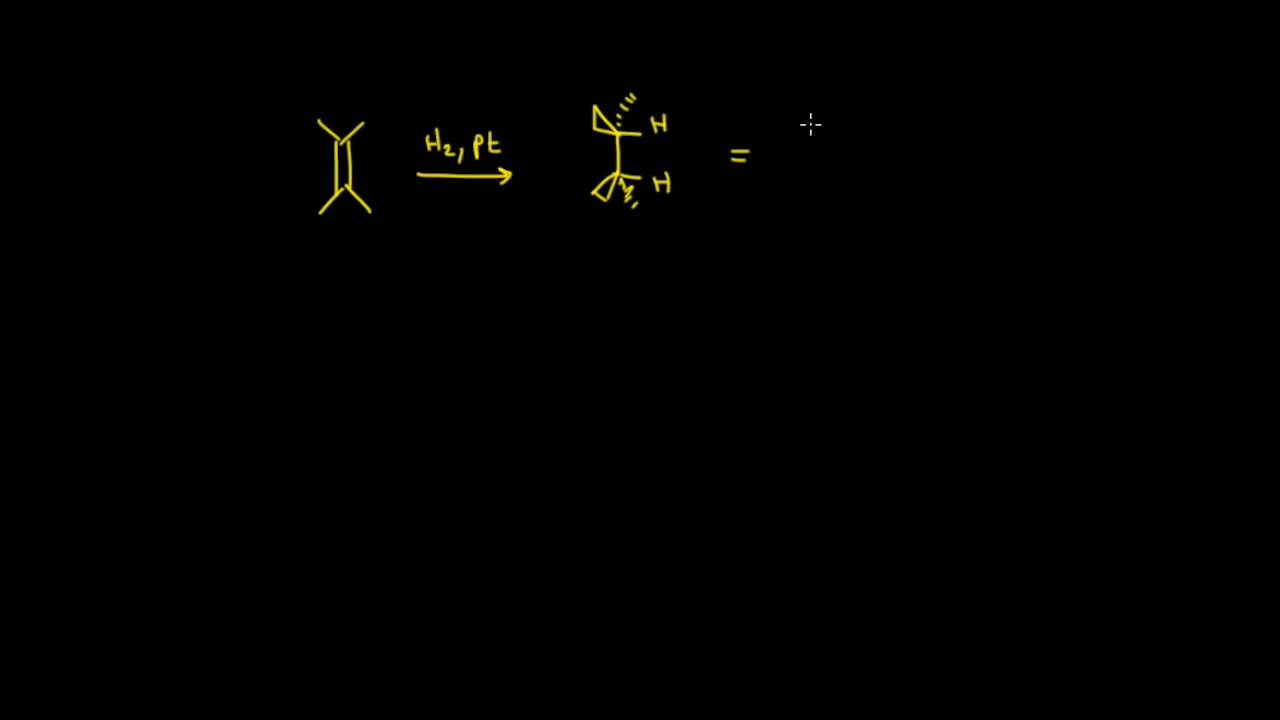 H₂, pt
H
H
=